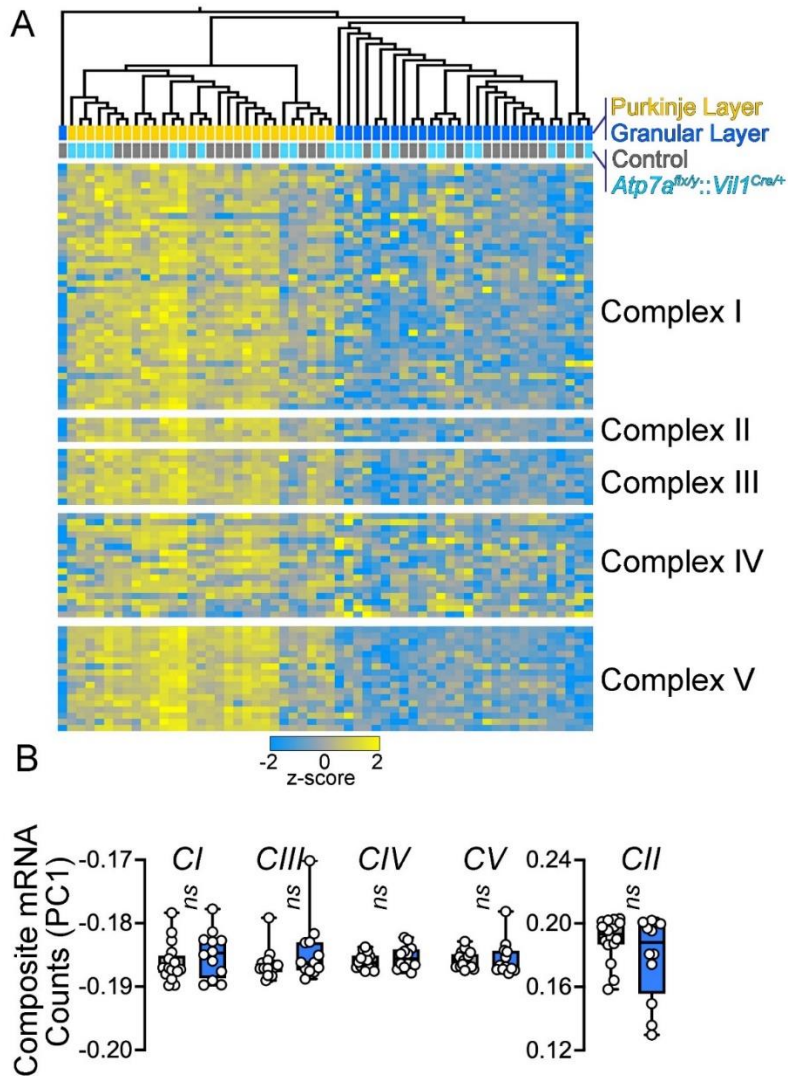 A
Purkinje Layer
Granular Layer
Control
Atp7a^flx/y::Vil1^Cre/+
Complex I
Complex II
Complex III
Complex IV
Complex V
-2 0 2
z-score
B
Composite mRNA
Counts (PC1)
-0.17
-0.18
-0.19
-0.20
CI CIII CIV CV
ns ns ns ns
0.24
0.20
0.16
0.12
CII
ns